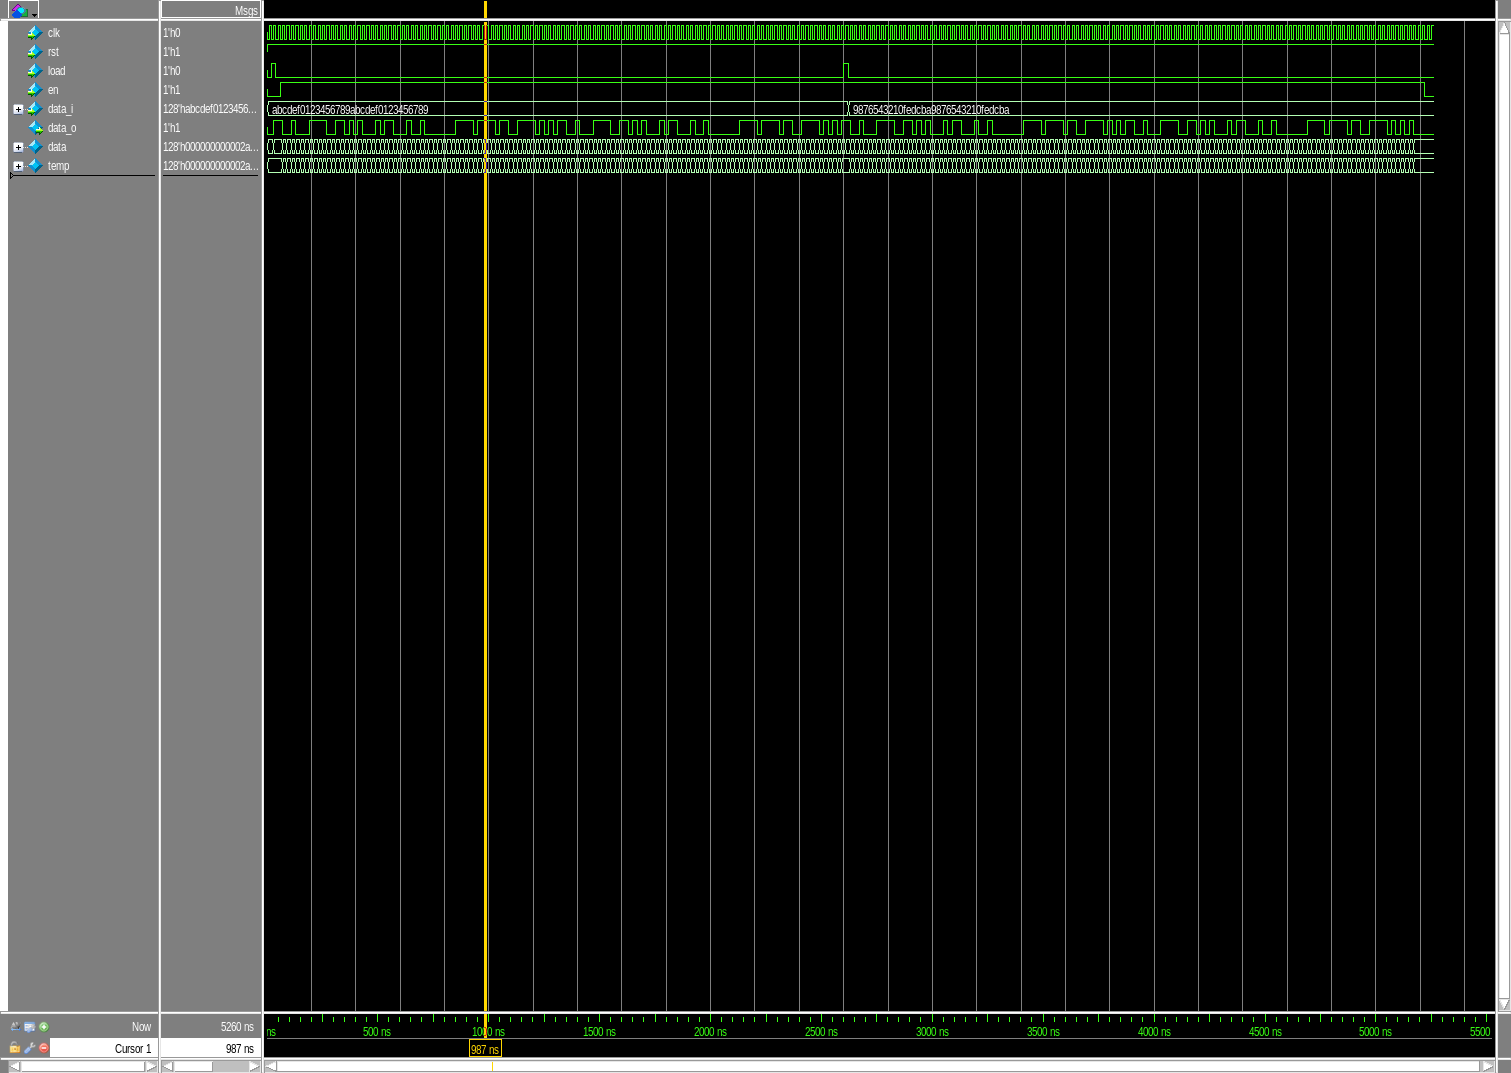 Msgs
clk 1'h0
rst 1'h1
load 1'h0
en 1'h1
data_i 128'habcdef0123456... abcdef0123456789abcdef0123456789 9876543210fedcba9876543210fedcba
data_o 1'h1
data 128'h000000000002a...
temp 128'h000000000002a...
Now 5260 ns ns 500 ns 1000 ns 1500 ns 2000 ns 2500 ns 3000 ns 3500 ns 4000 ns 4500 ns 5000 ns 5500
Cursor 1 987 ns 987 ns